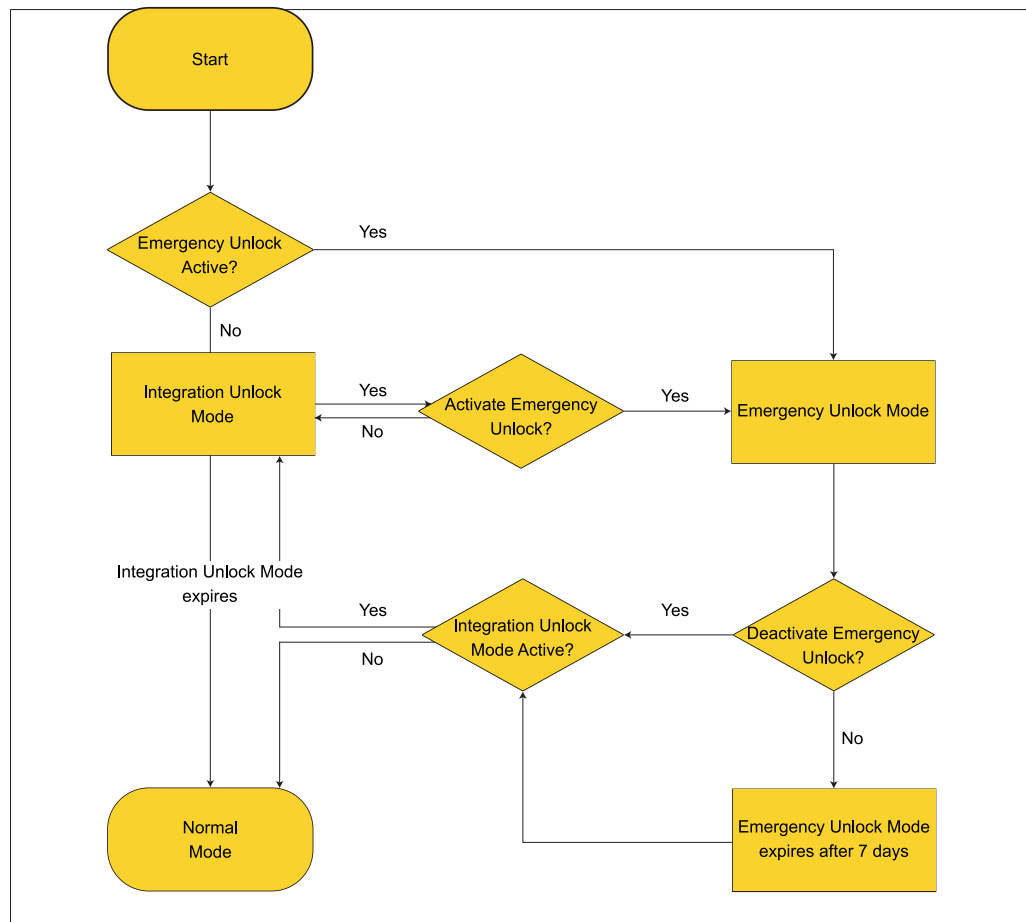 Start
Emergency Unlock
Active?
Yes
No
Integration Unlock
Mode
Yes
No
Activate Emergency
Unlock?
Yes
Emergency Unlock Mode
Integration Unlock Mode
expires
Yes
No
Integration Unlock
Mode Active?
Yes
Deactivate Emergency
Unlock?
No
Normal
Mode
Emergency Unlock Mode
expires after 7 days